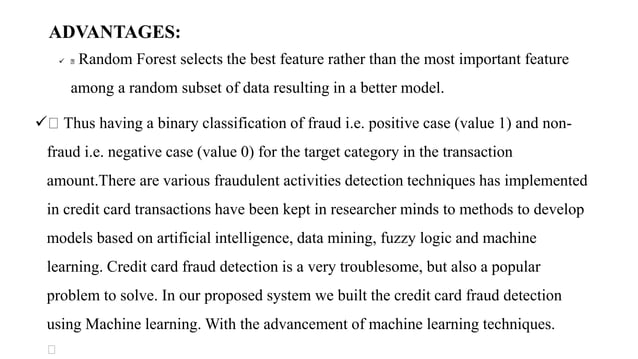 ADVANTAGES:
✓ Random Forest selects the best feature rather than the most important feature
among a random subset of data resulting in a better model.
✓ Thus having a binary classification of fraud i.e. positive case (value 1) and non-
fraud i.e. negative case (value 0) for the target category in the transaction
amount.There are various fraudulent activities detection techniques has implemented
in credit card transactions have been kept in researcher minds to methods to develop
models based on artificial intelligence, data mining, fuzzy logic and machine
learning. Credit card fraud detection is a very troublesome, but also a popular
problem to solve. In our proposed system we built the credit card fraud detection
using Machine learning. With the advancement of machine learning techniques.